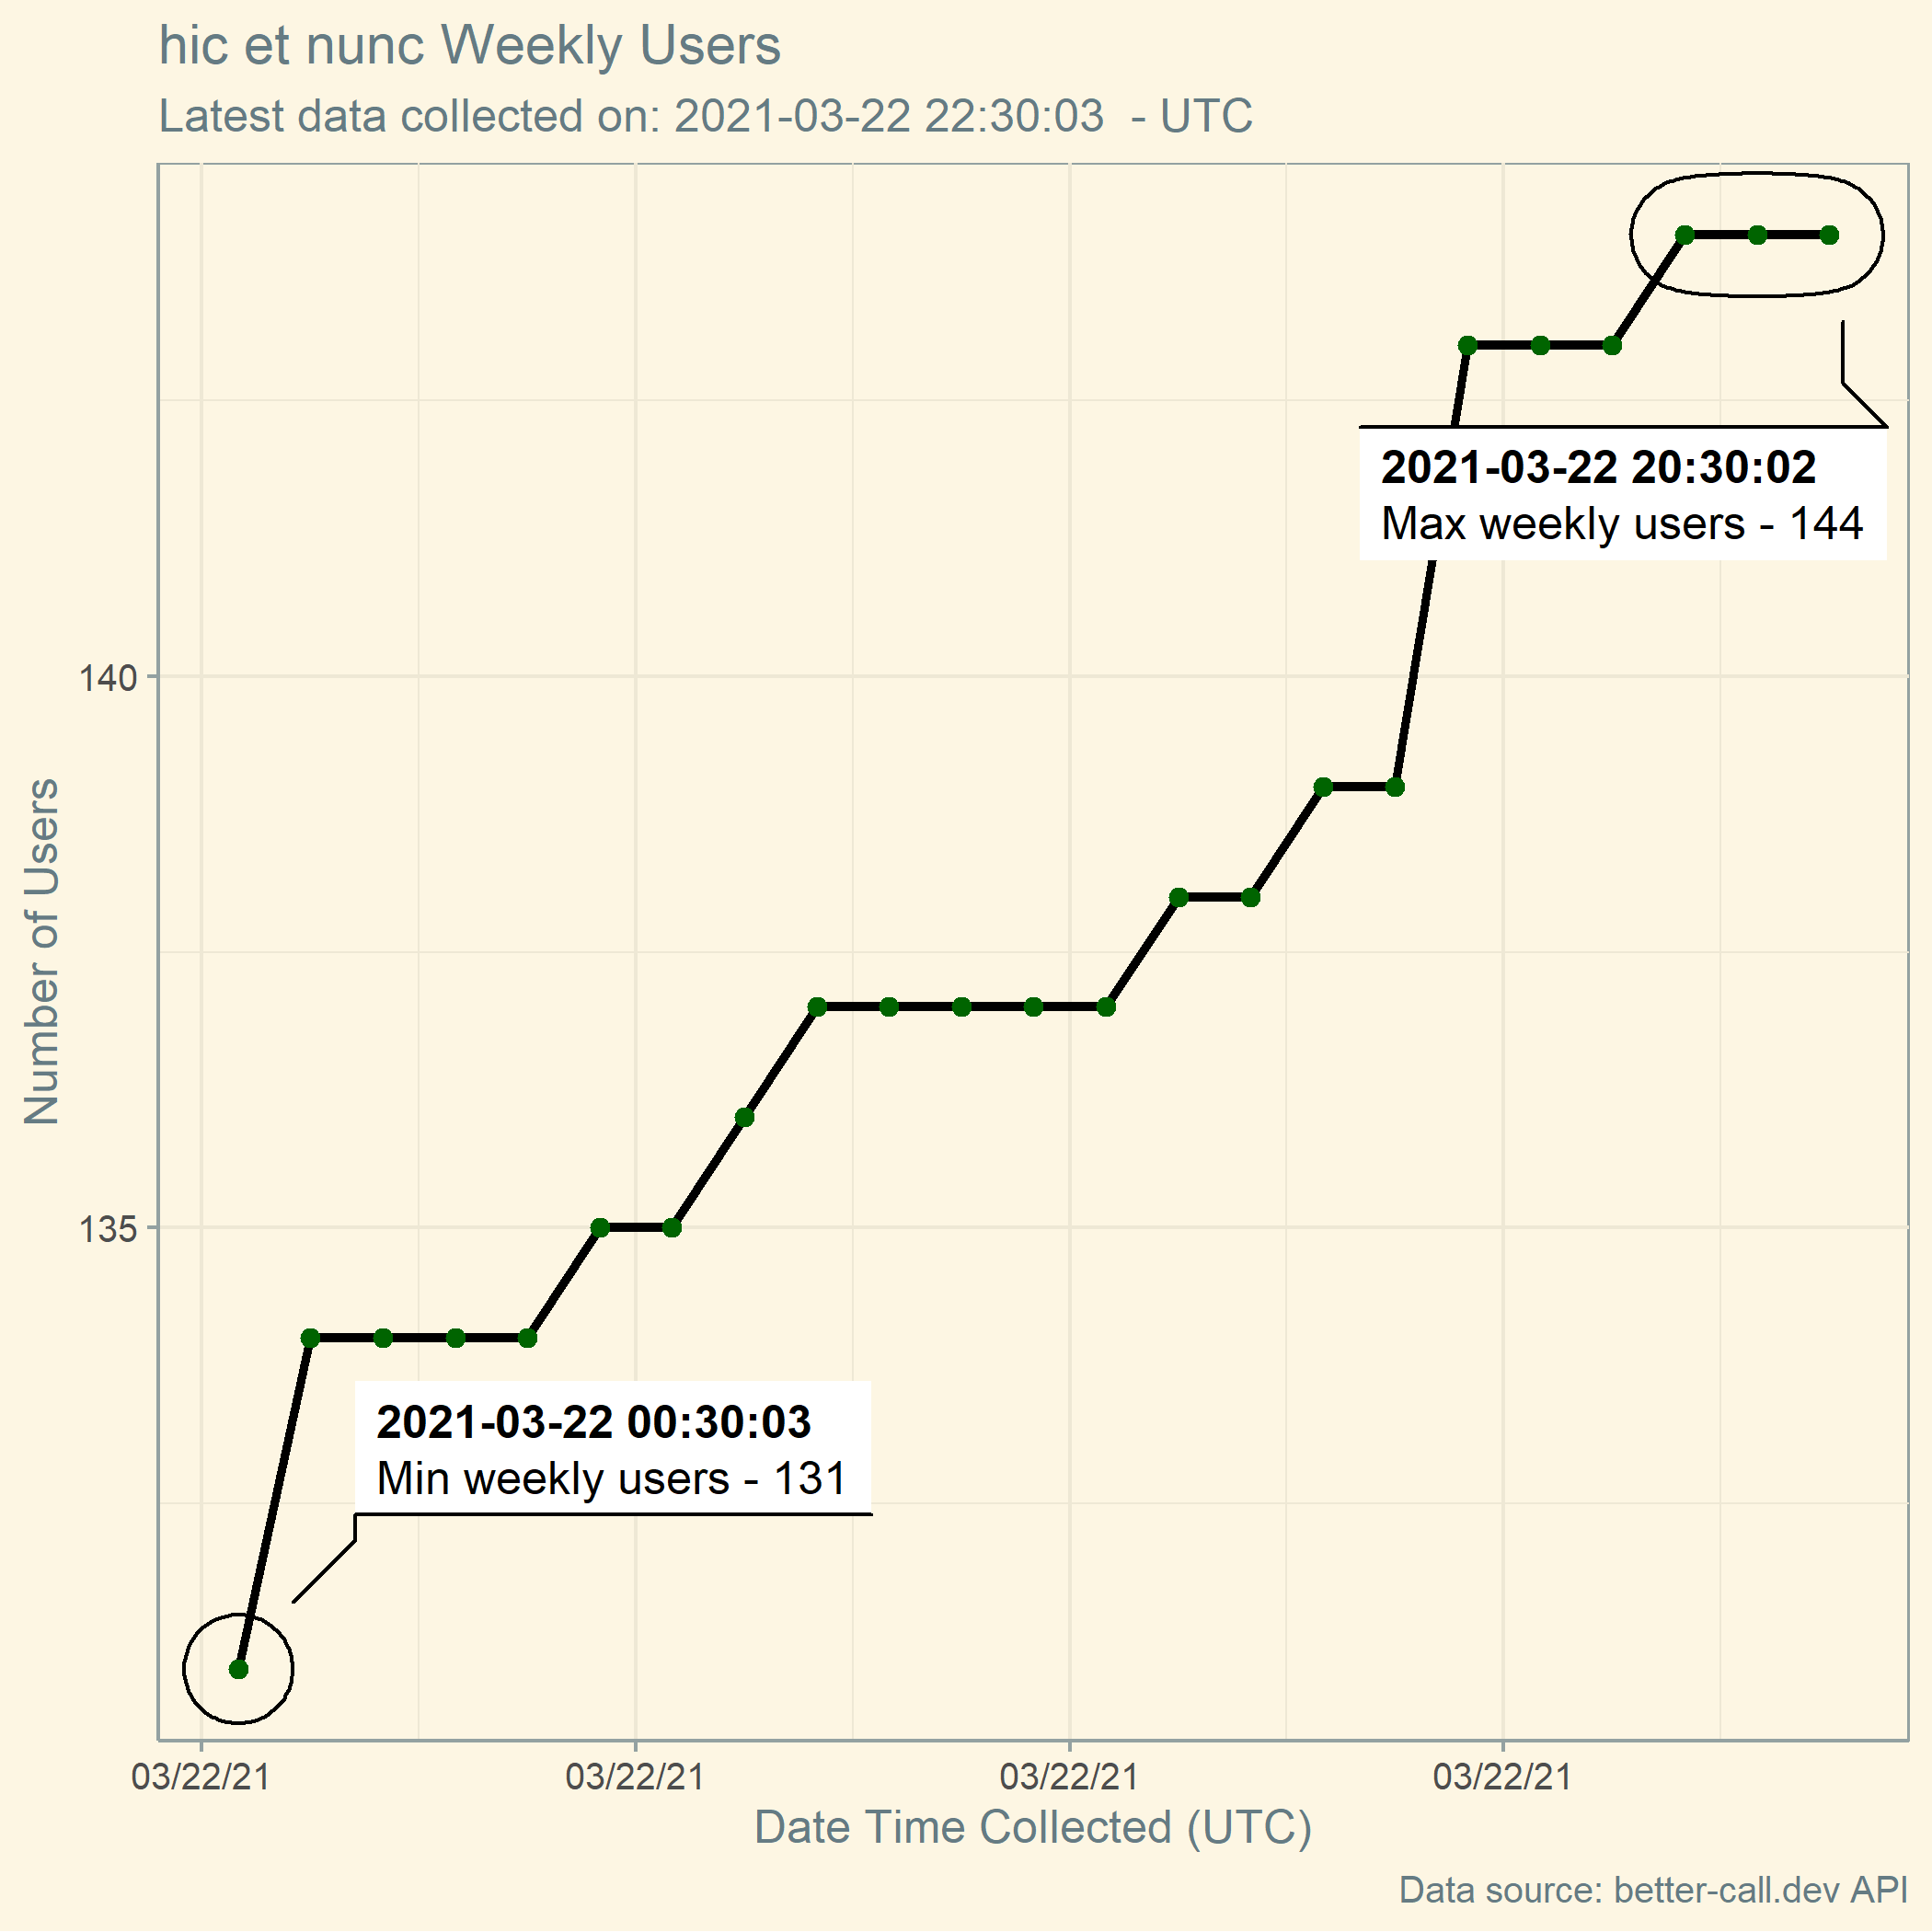 hic et nunc Weekly Users
Latest data collected on: 2021-03-22 22:30:03  - UTC
2021-03-22 20:30:02
Max weekly users - 144
140
Number of Users
135
2021-03-22 00:30:03
Min weekly users - 131
03/22/21 03/22/21 03/22/21 03/22/21
Date Time Collected (UTC)
Data source: better-call.dev API